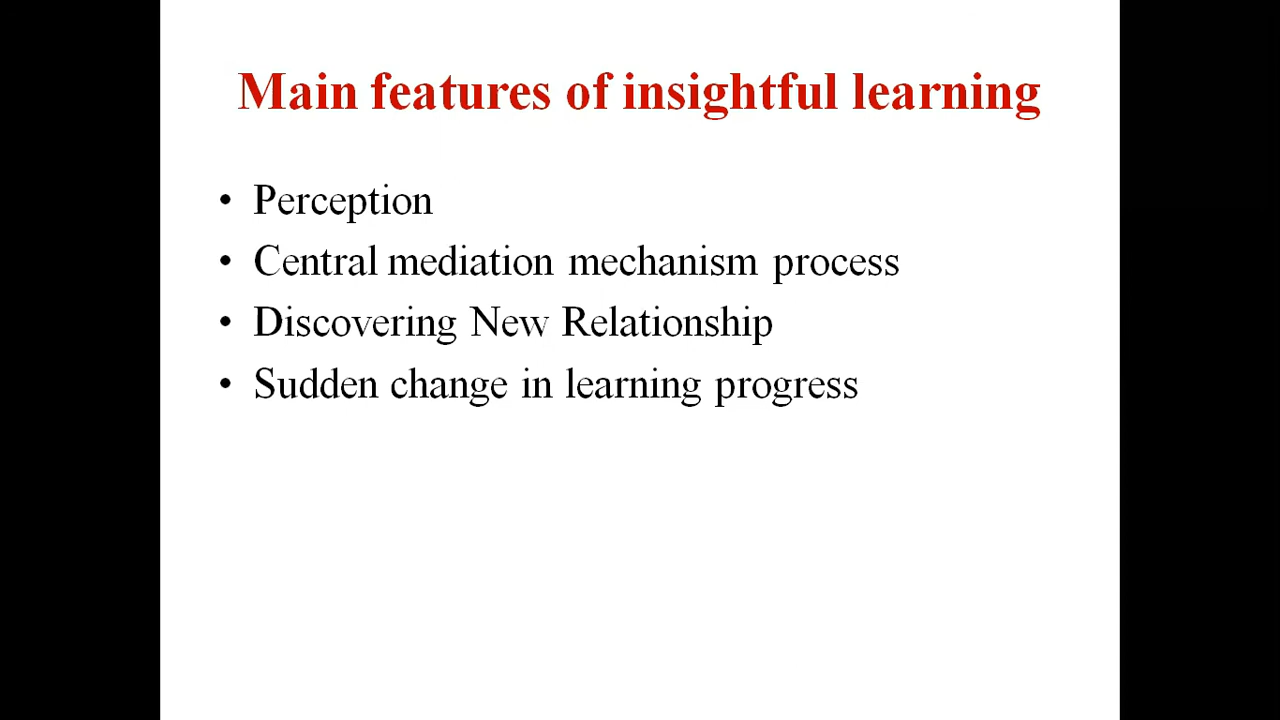 Main features of insightful learning
• Perception
• Central mediation mechanism process
• Discovering New Relationship
• Sudden change in learning progress